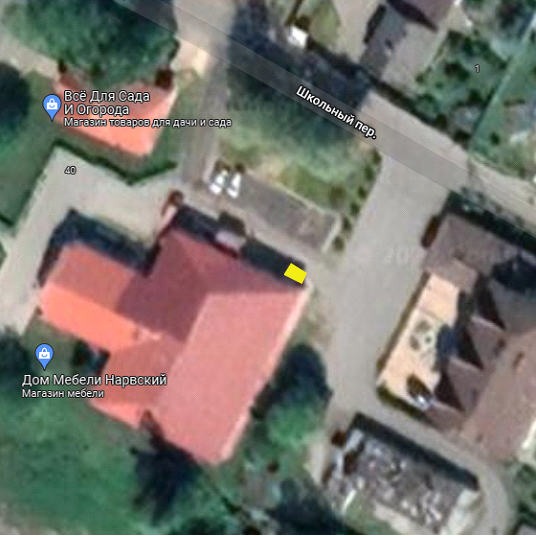 1
Всё Для Сада
И Огорода
Магазин товаров для дачи и сада
Школьный пер.
40
Дом Мебели Нарвский
Магазин мебели